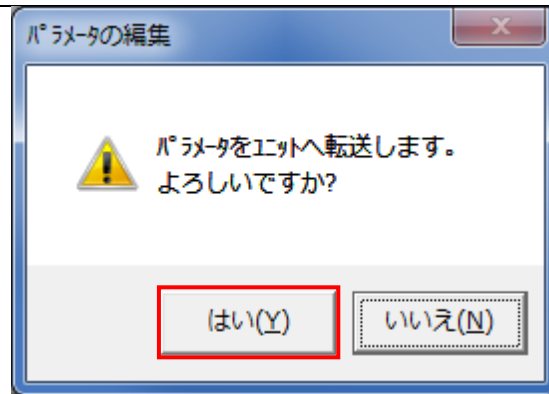 ﾊﾟﾗﾒｰﾀの編集
ﾊﾟﾗﾒｰﾀをﾕﾆｯﾄへ転送します。
よろしいですか?
はい(Y)
いいえ(N)